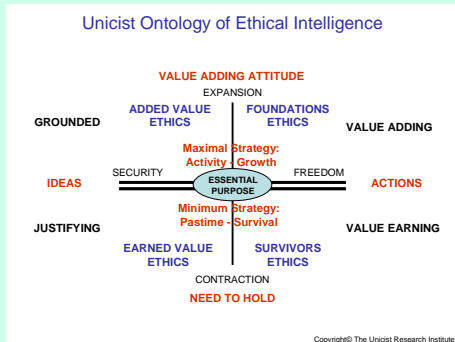 Unicist Ontology of Ethical Intelligence
VALUE ADDING ATTITUDE
EXPANSION
ADDED VALUE
ETHICS
FOUNDATIONS
ETHICS
GROUNDED
VALUE ADDING
Maximal Strategy:
Activity - Growth
SECURITY
FREEDOM
IDEAS
ESSENTIAL
PURPOSE
ACTIONS
Minimum Strategy:
Pastime - Survival
JUSTIFYING
VALUE EARNING
EARNED VALUE
ETHICS
SURVIVORS
ETHICS
CONTRACTION
NEED TO HOLD
Copyright© The Unicist Research Institute